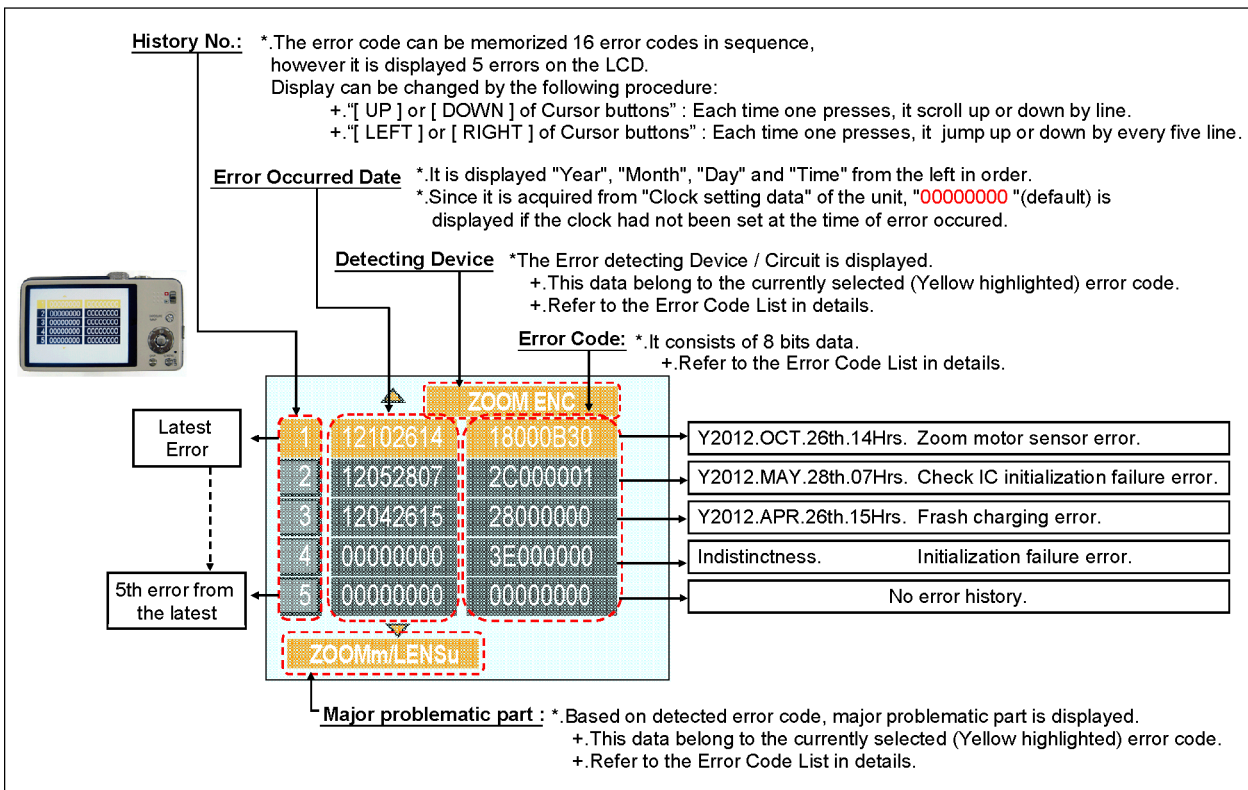 History No.: *.The error code can be memorized 16 error codes in sequence,
however it is displayed 5 errors on the LCD.
Display can be changed by the following procedure:
+."[ UP ] or [ DOWN ] of Cursor buttons" : Each time one presses, it scroll up or down by line.
+."[ LEFT ] or [ RIGHT ] of Cursor buttons" : Each time one presses, it jump up or down by every five line.
Error Occurred Date *.It is displayed "Year", "Month", "Day" and "Time" from the left in order.
*.Since it is acquired from "Clock setting data" of the unit, "00000000 "(default) is
displayed if the clock had not been set at the time of error occured.
Detecting Device *The Error detecting Device / Circuit is displayed.
+.This data belong to the currently selected (Yellow highlighted) error code.
+.Refer to the Error Code List in details.
Error Code: *.It consists of 8 bits data.
+.Refer to the Error Code List in details.
2 00000000 00000000
3 00000000 00000000
4 00000000 00000000
5 00000000 00000000
ZOOM ENC
Latest
Error
1 12102614 18000B30 Y2012.OCT.26th.14Hrs. Zoom motor sensor error.
2 12052807 2C000001 Y2012.MAY.28th.07Hrs. Check IC initialization failure error.
3 12042615 28000000 Y2012.APR.26th.15Hrs. Frash charging error.
4 00000000 3E000000 Indistinctness. Initialization failure error.
5th error from
the latest
5 00000000 00000000 No error history.
ZOOMm/LENSu
Major problematic part : *.Based on detected error code, major problematic part is displayed.
+.This data belong to the currently selected (Yellow highlighted) error code.
+.Refer to the Error Code List in details.